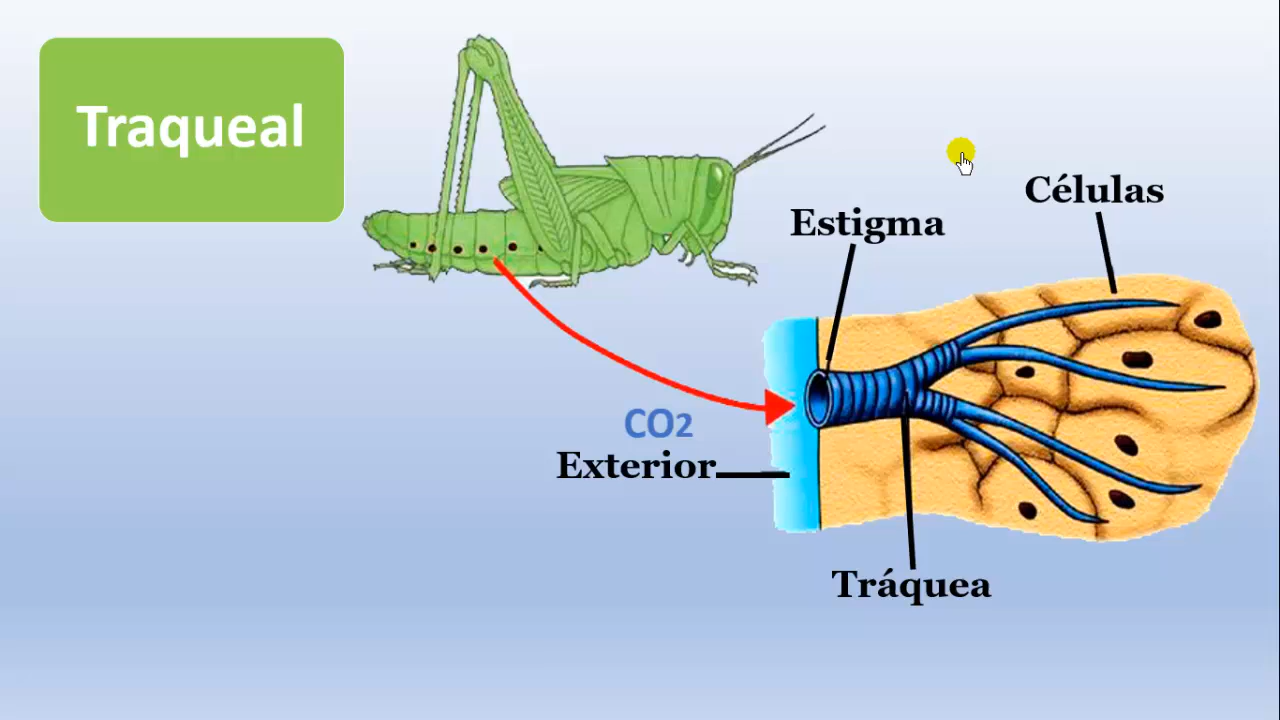 Traqueal
Células
Estigma
CO2
Exterior
Tráquea